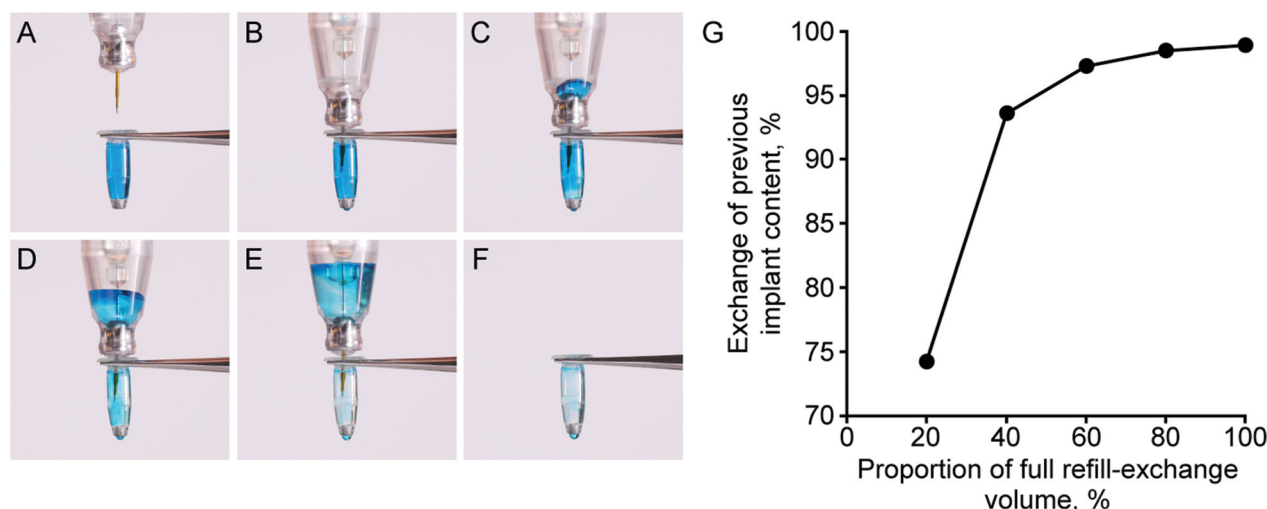 A
B
C
D
E
F
G
100
95
90
85
80
75
70
0
20
40
60
80
100
Exchange of previous
implant content, %
Proportion of full refill-exchange
volume, %